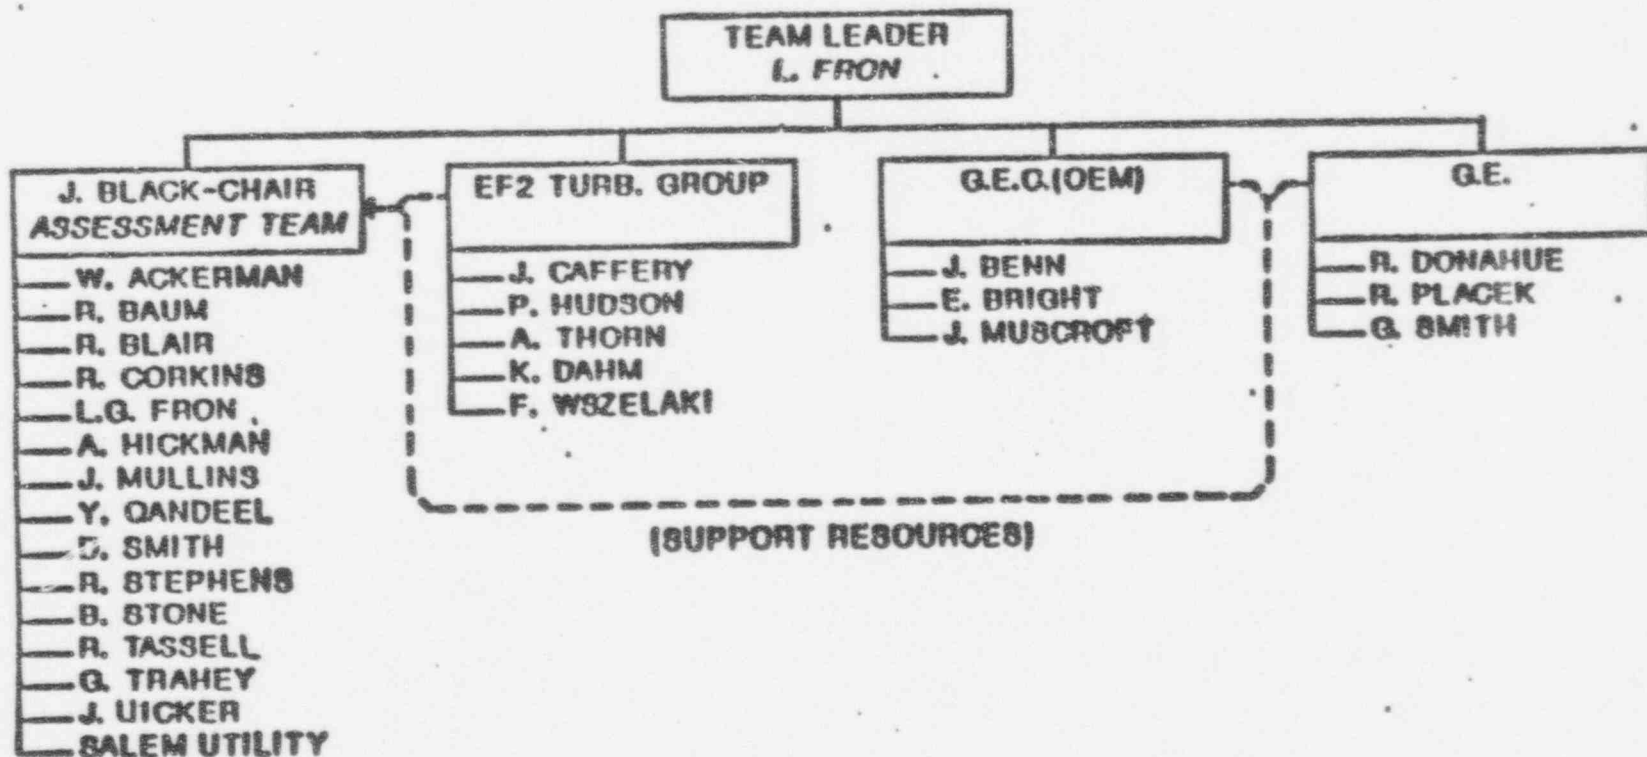 TEAM LEADER
L. FRON
J. BLACK-CHAIR
ASSESSMENT TEAM
W. ACKERMAN
R. BAUM
R. BLAIR
R. CORKINS
L.G. FRON
A. HICKMAN
J. MULLINS
Y. QANDEEL
SMITH
R. STEPHENS
B. STONE
R. TASSELL
G. TRAHEY
J. UICKER
SALEM UTILITY
EF2 TURB. GROUP
J. CAFFERY
P. HUDSON
A. THORN
K. DAHM
F. WSZELAKI
G.E.C.(OEM)
J. BENN
E. BRIGHT
J. MUSCROFT
G.E.
R. DONAHUE
R. PLACEK
G. SMITH
(SUPPORT RESOURCES)